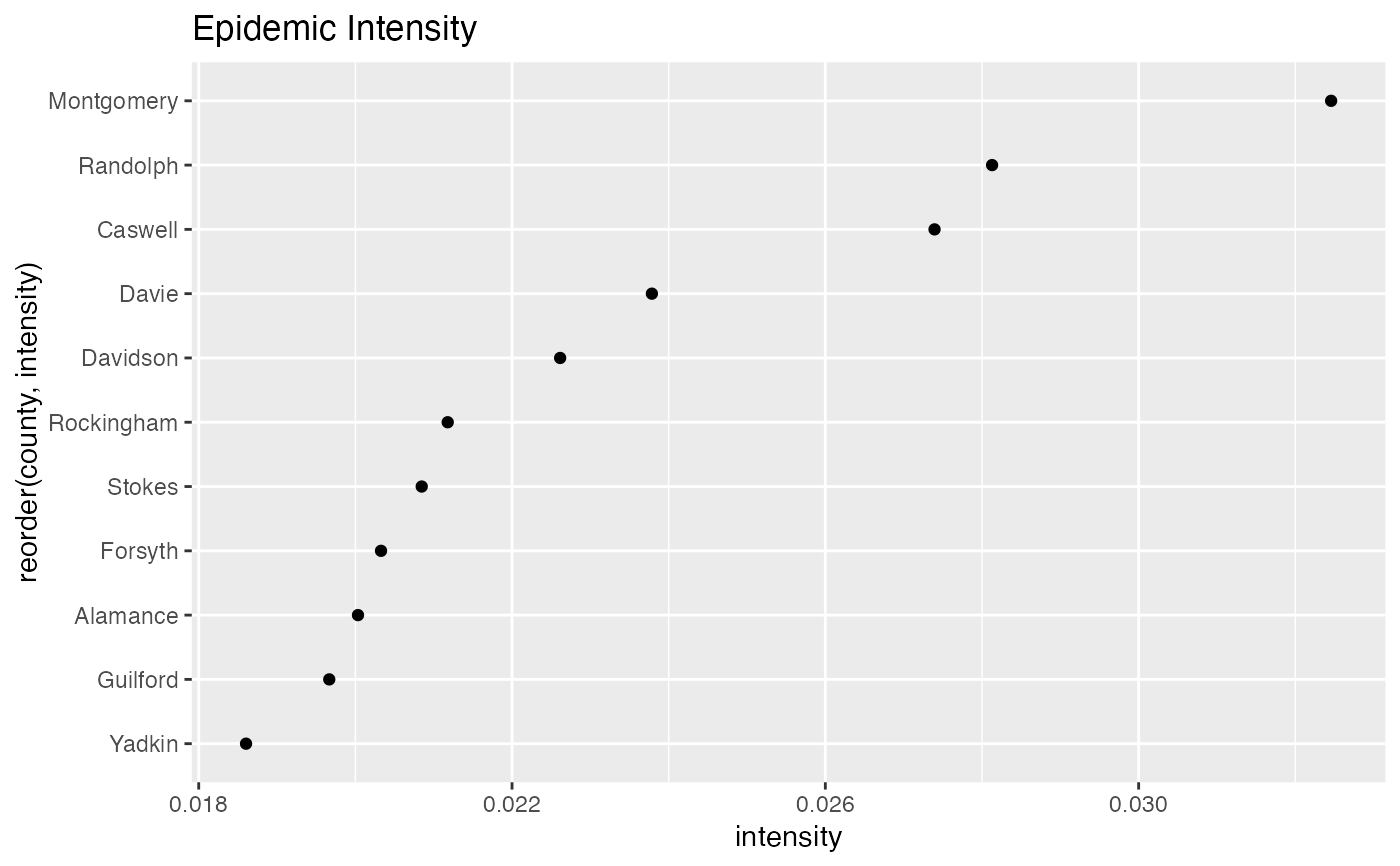 Epidemic Intensity
reorder(county, intensity)
Montgomery
Randolph
Caswell
Davie
Davidson
Rockingham
Stokes
Forsyth
Alamance
Guilford
Yadkin
0.018 0.022 0.026 0.030
intensity